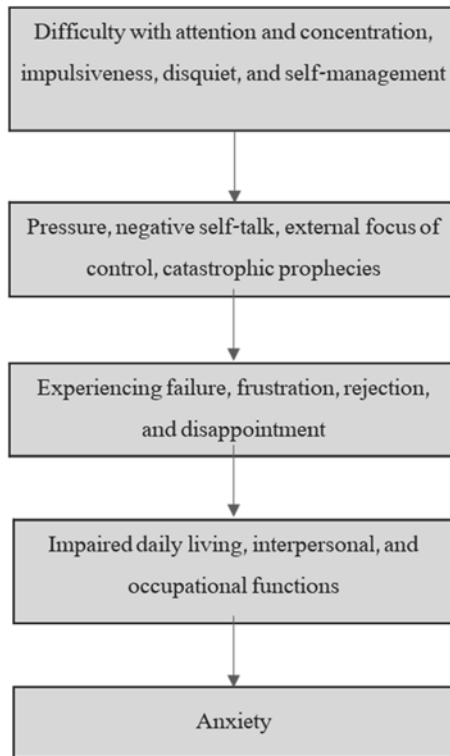 Difficulty with attention and concentration,
impulsiveness, disquiet, and self-management
Pressure, negative self-talk, external focus of
control, catastrophic prophecies
Experiencing failure, frustration, rejection,
and disappointment
Impaired daily living, interpersonal, and
occupational functions
Anxiety